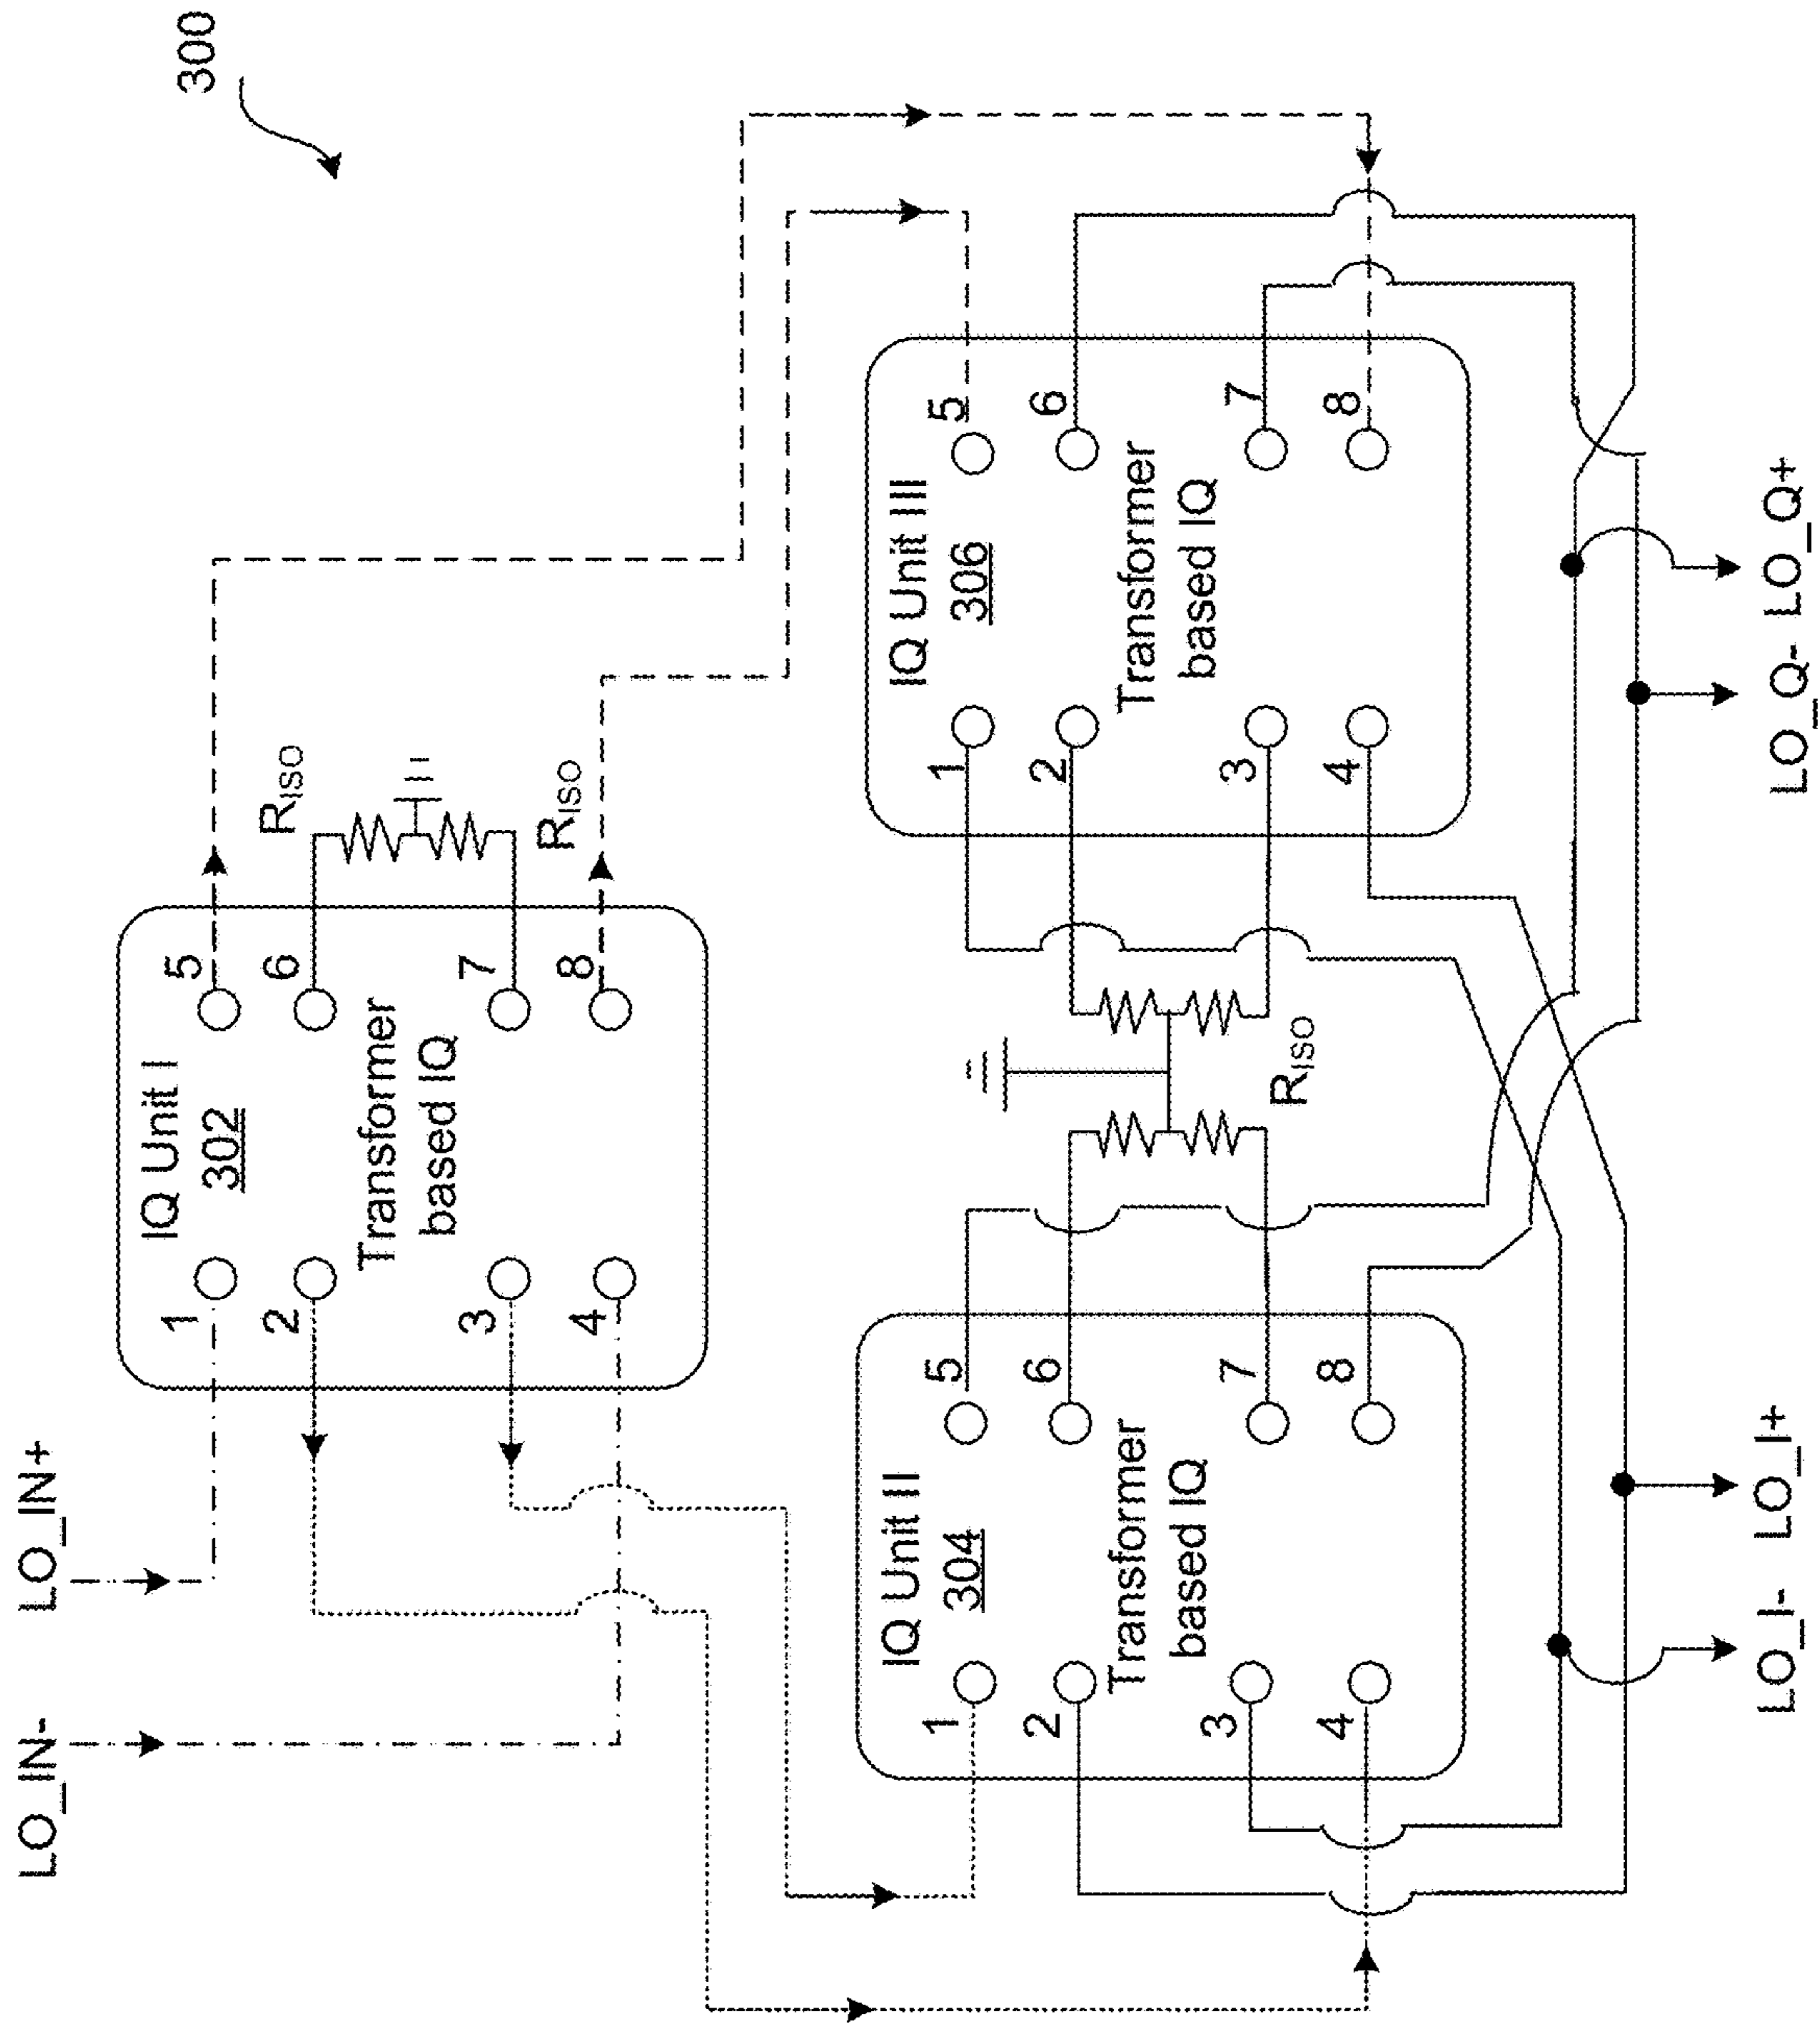 300
LO_IN+
LO_IN-
IQ Unit I
302
Transformer
based IQ
1
2
3
4
5
6
7
8
RISO
RISO
IQ Unit II
304
Transformer
based IQ
1
2
3
4
5
6
7
8
RISO
IQ Unit III
306
Transformer
based IQ
1
2
3
4
5
6
7
8
LO_I-
LO_I+
LO_Q-
LO_Q+